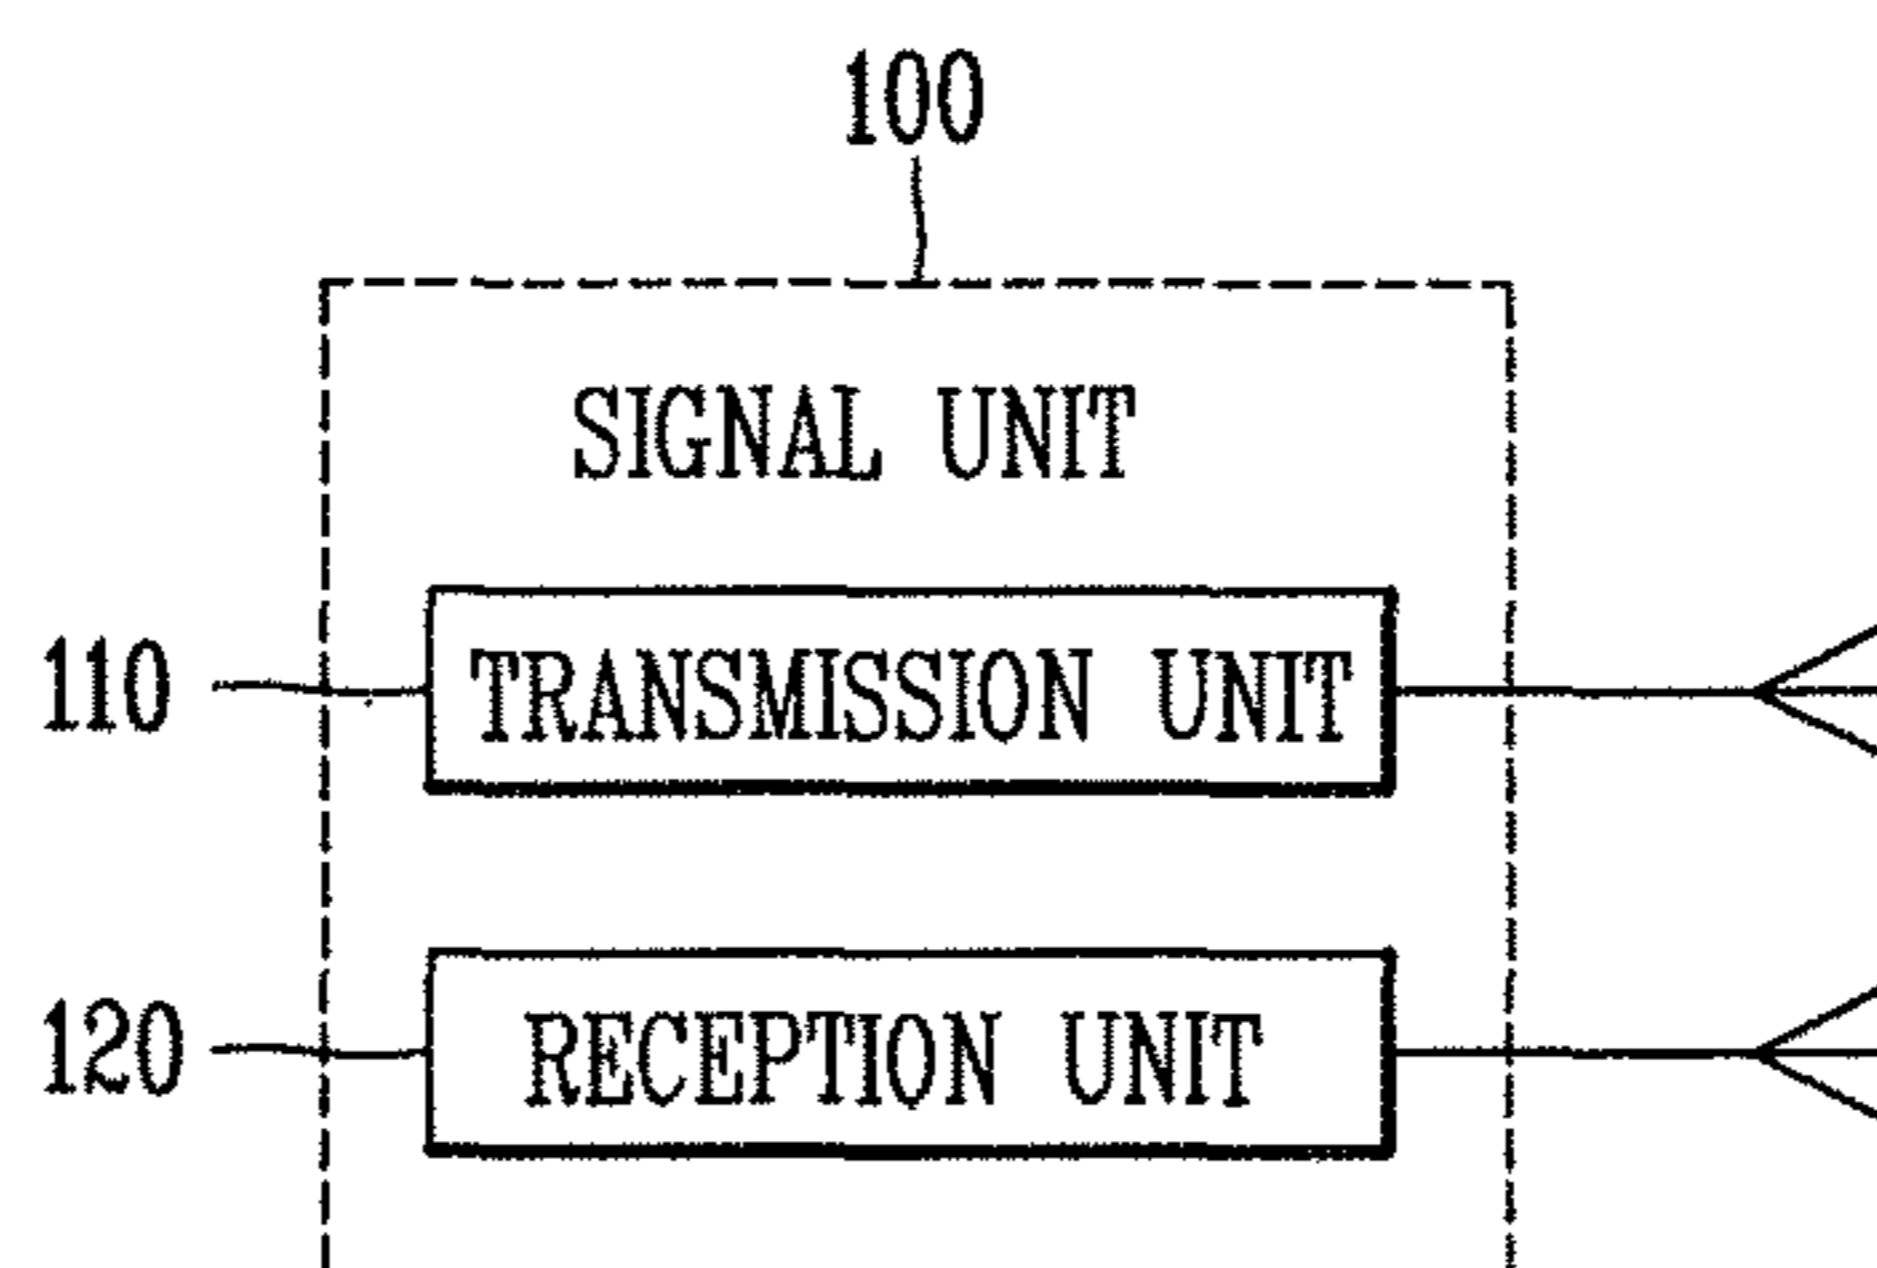 100
SIGNAL UNIT
110
TRANSMISSION UNIT
120
RECEPTION UNIT